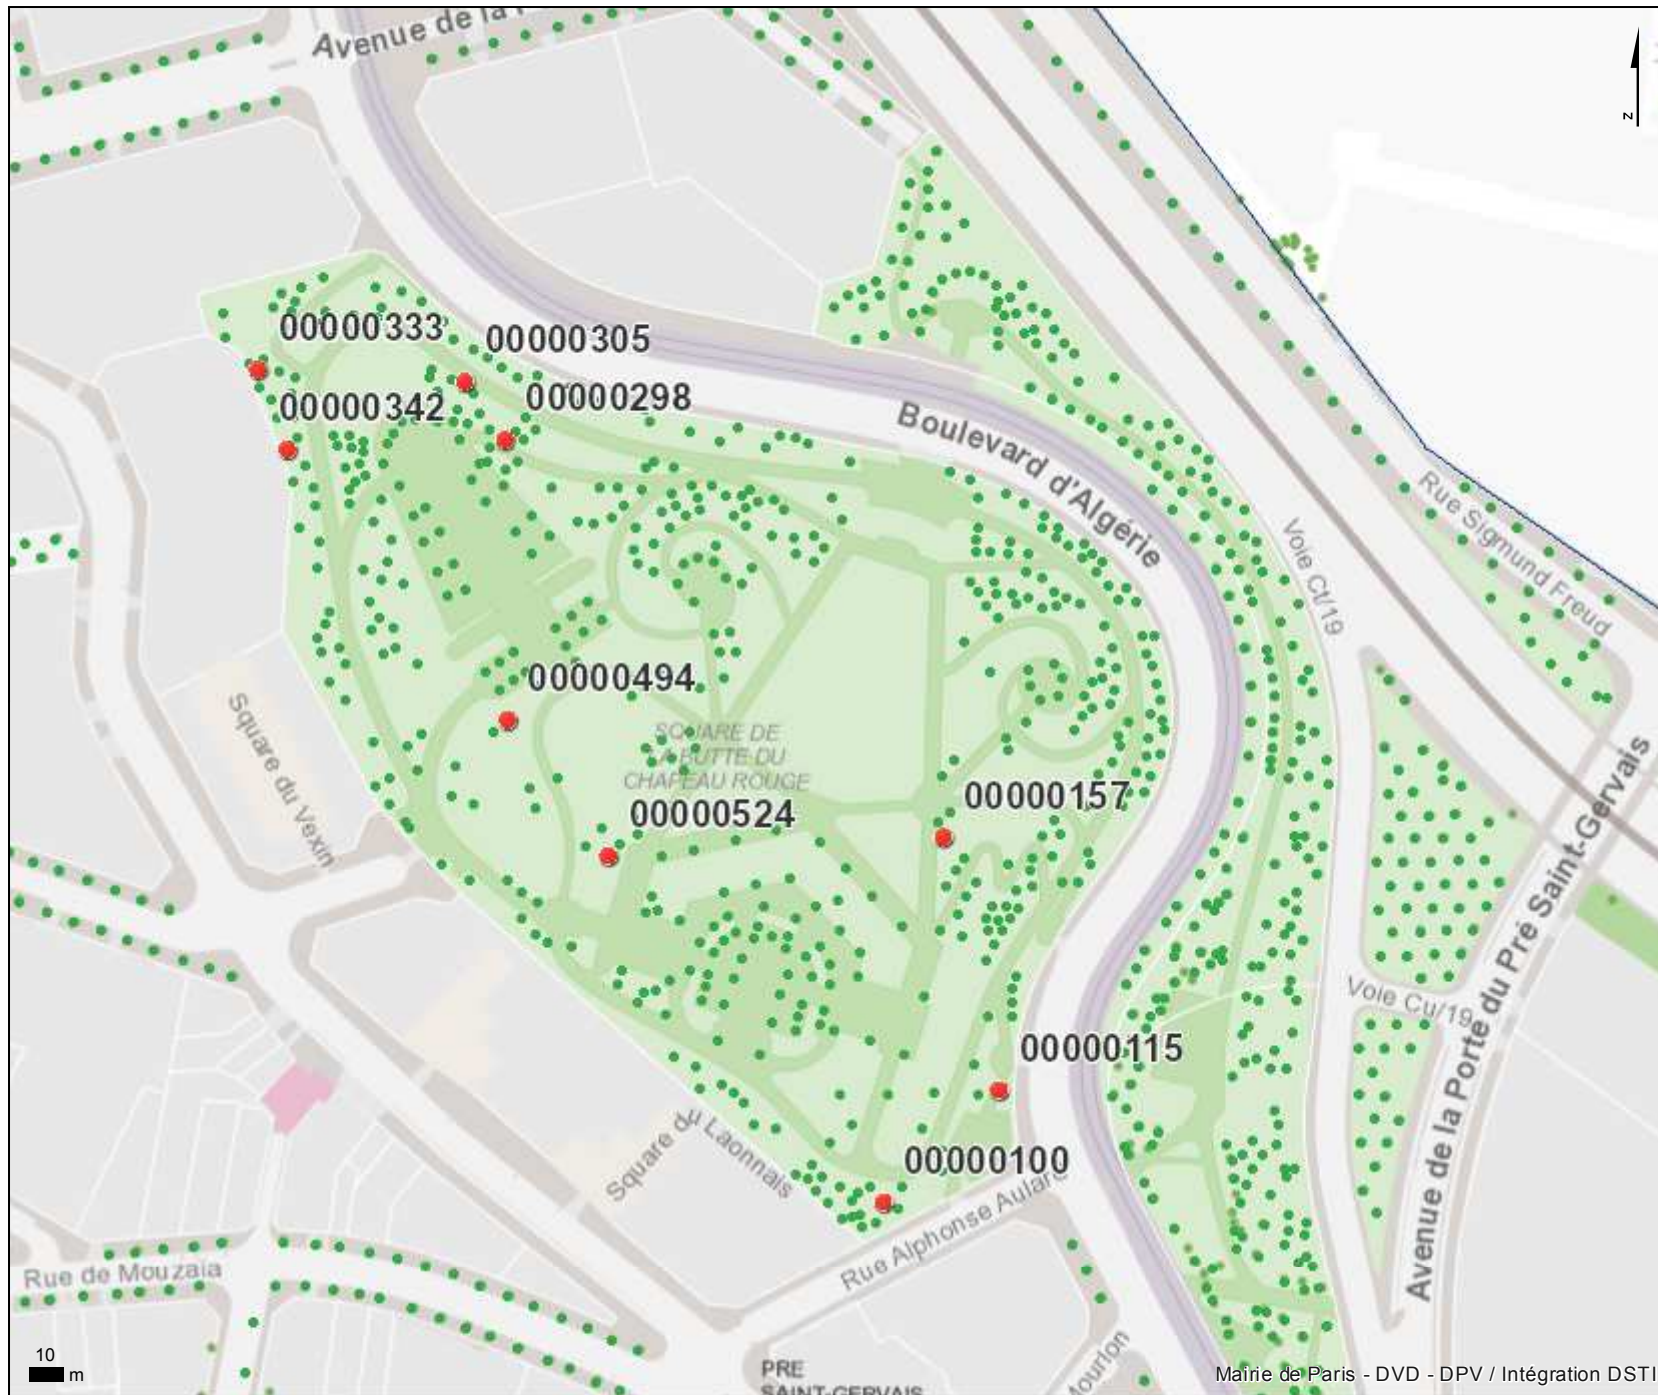 Avenue de la
z
00000333
00000305
00000342
00000298
Boulevard d'Algérie
Rue Sigmund Freud
Voie Ct/19
00000494
Square du Vexin
SQUARE DE
LA BUTTE DU
CHAPEAU ROUGE
00000524
00000157
Avenue de la Porte du Pré Saint-Gervais
Voie Cu/19
00000115
Square du Laonnais
00000100
Rue Alphonse Aulard
Rue de Mouzaia
10
m
PRE
SAINT-GERVAIS
Mourlon
Mairie de Paris - DVD - DPV / Intégration DSTI